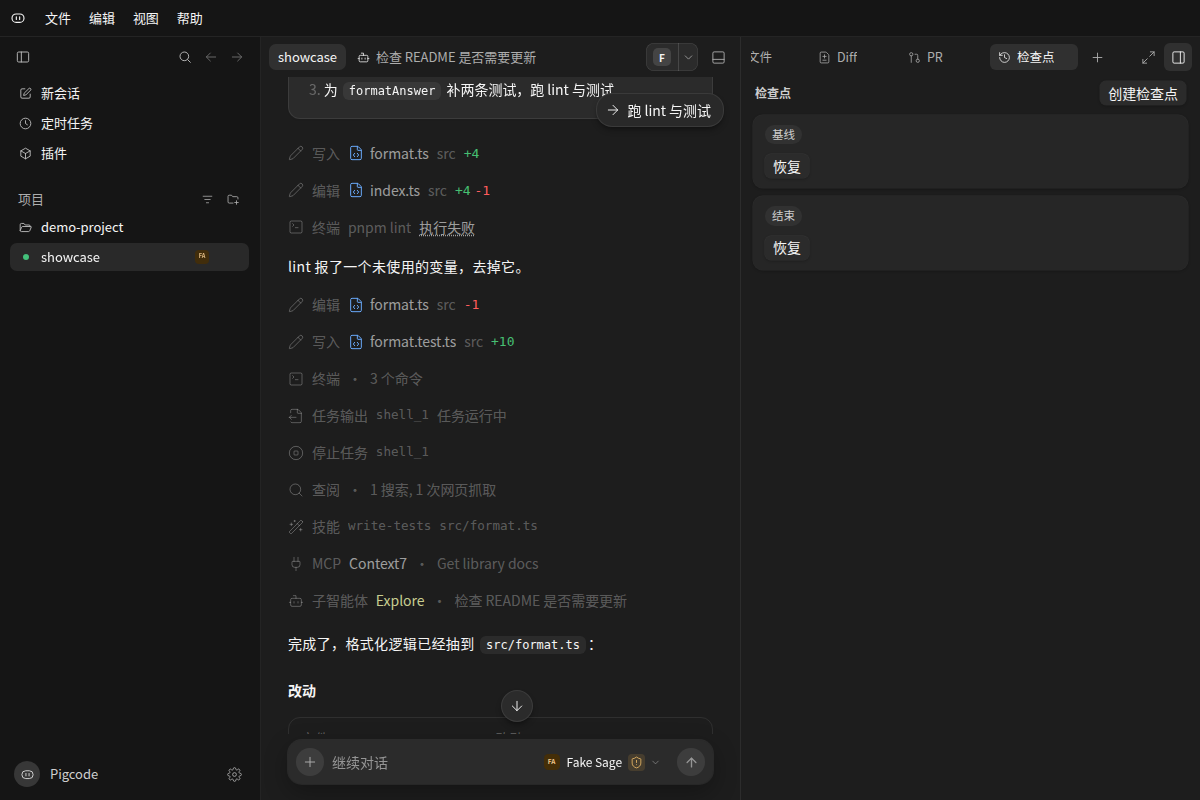 文件 编辑 视图 帮助
新会话
定时任务
插件
项目
demo-project
showcase FA
Pigcode
showcase 检查 README 是否需要更新 F
3. 为 formatAnswer 补两条测试，跑 lint 与测试
跑 lint 与测试
写入 format.ts src +4
编辑 index.ts src +4 -1
终端 pnpm lint 执行失败
lint 报了一个未使用的变量，去掉它。
编辑 format.ts src -1
写入 format.test.ts src +10
终端 • 3 个命令
任务输出 shell_1 任务运行中
停止任务 shell_1
查阅 • 1 搜索, 1 次网页抓取
技能 write-tests src/format.ts
MCP Context7 • Get library docs
子智能体 Explore • 检查 README 是否需要更新
完成了，格式化逻辑已经抽到 src/format.ts：
改动
继续对话 FA Fake Sage
文件 Diff PR 检查点
检查点 创建检查点
基线
恢复
结束
恢复